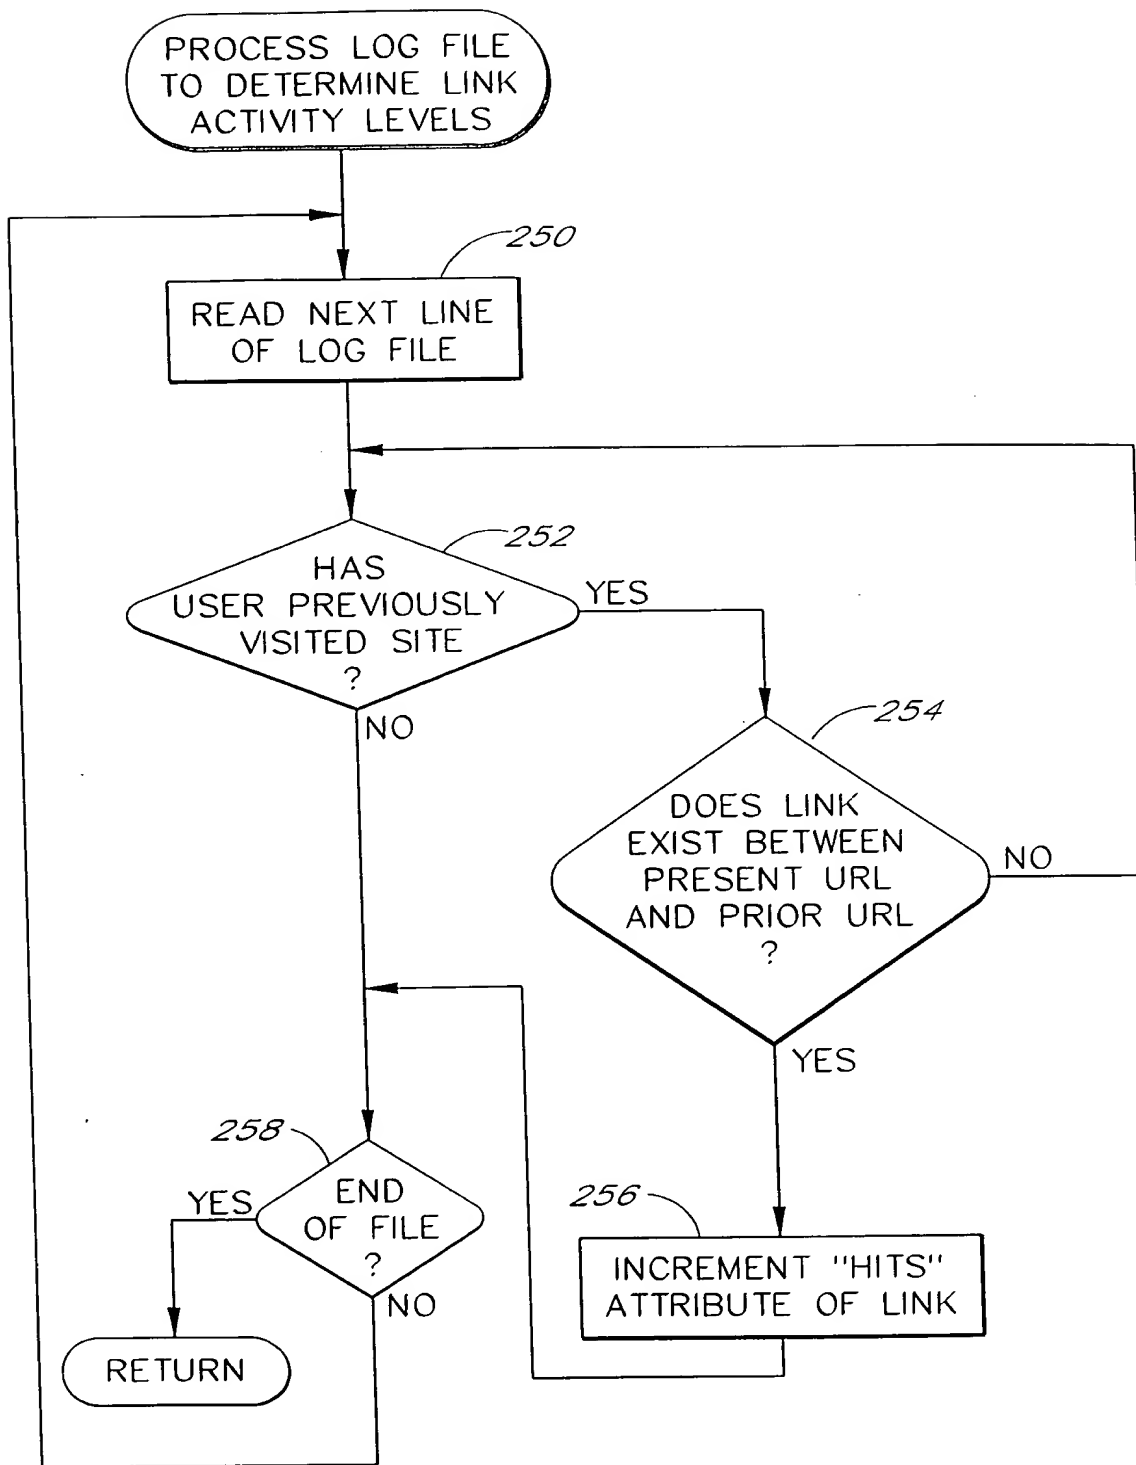 PROCESS LOG FILE
TO DETERMINE LINK
ACTIVITY LEVELS
250
READ NEXT LINE
OF LOG FILE
252
HAS
USER PREVIOUSLY
VISITED SITE
?
YES
NO
254
DOES LINK
EXIST BETWEEN
PRESENT URL
AND PRIOR URL
?
NO
YES
258
END
OF FILE
?
YES
NO
256
INCREMENT "HITS"
ATTRIBUTE OF LINK
RETURN